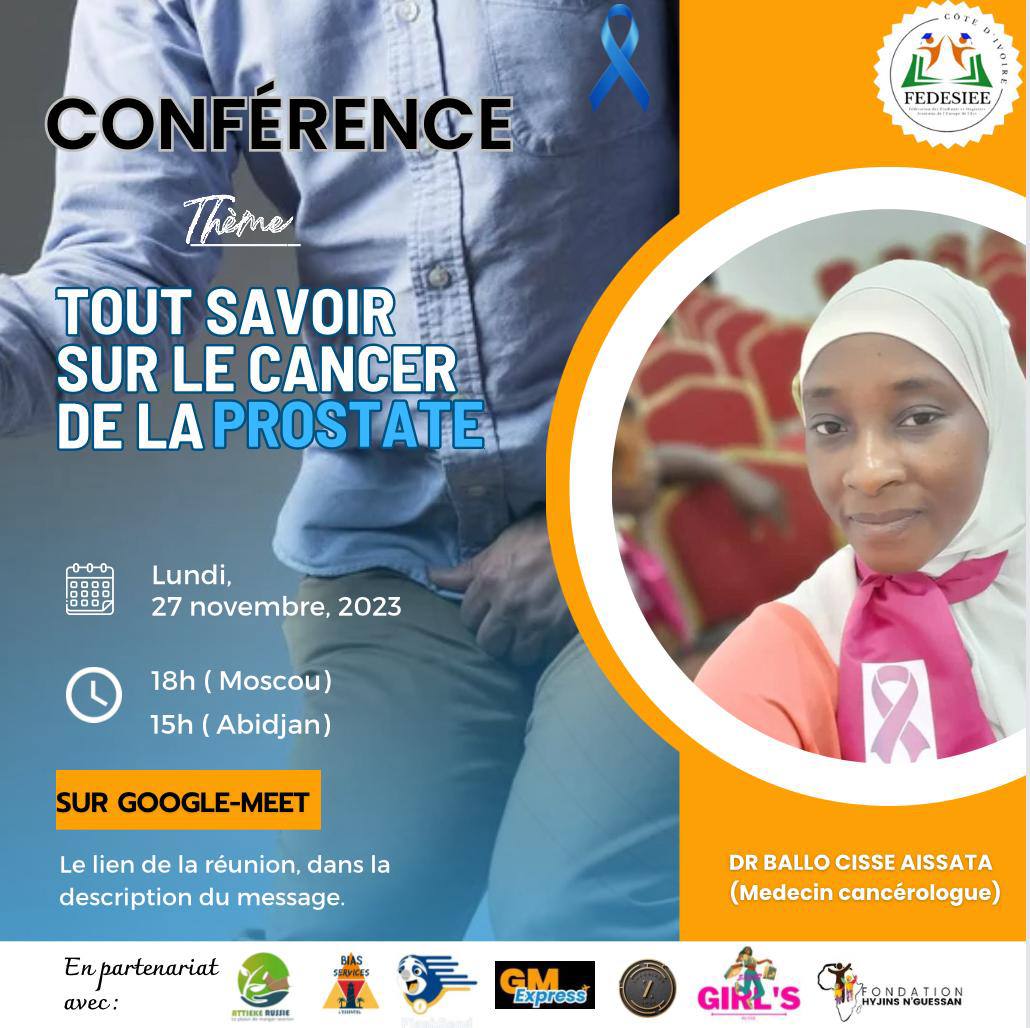 CÔTE D'IVOIRE
FEDESIEE
CONFÉRENCE
Thème
TOUT SAVOIR
SUR LE CANCER
DE LA PROSTATE
Lundi,
27 novembre, 2023
18h ( Moscou)
15h ( Abidjan)
SUR GOOGLE-MEET
Le lien de la réunion, dans la
description du message.
DR BALLO CISSE AISSATA
(Medecin cancérologue)
En partenariat
avec :
ATTIEKE RUSSIE
BIAS
SERVICES
L'ESSENTIEL
GM
Express
GIRL'S
FONDATION
HYJINS N'GUESSAN